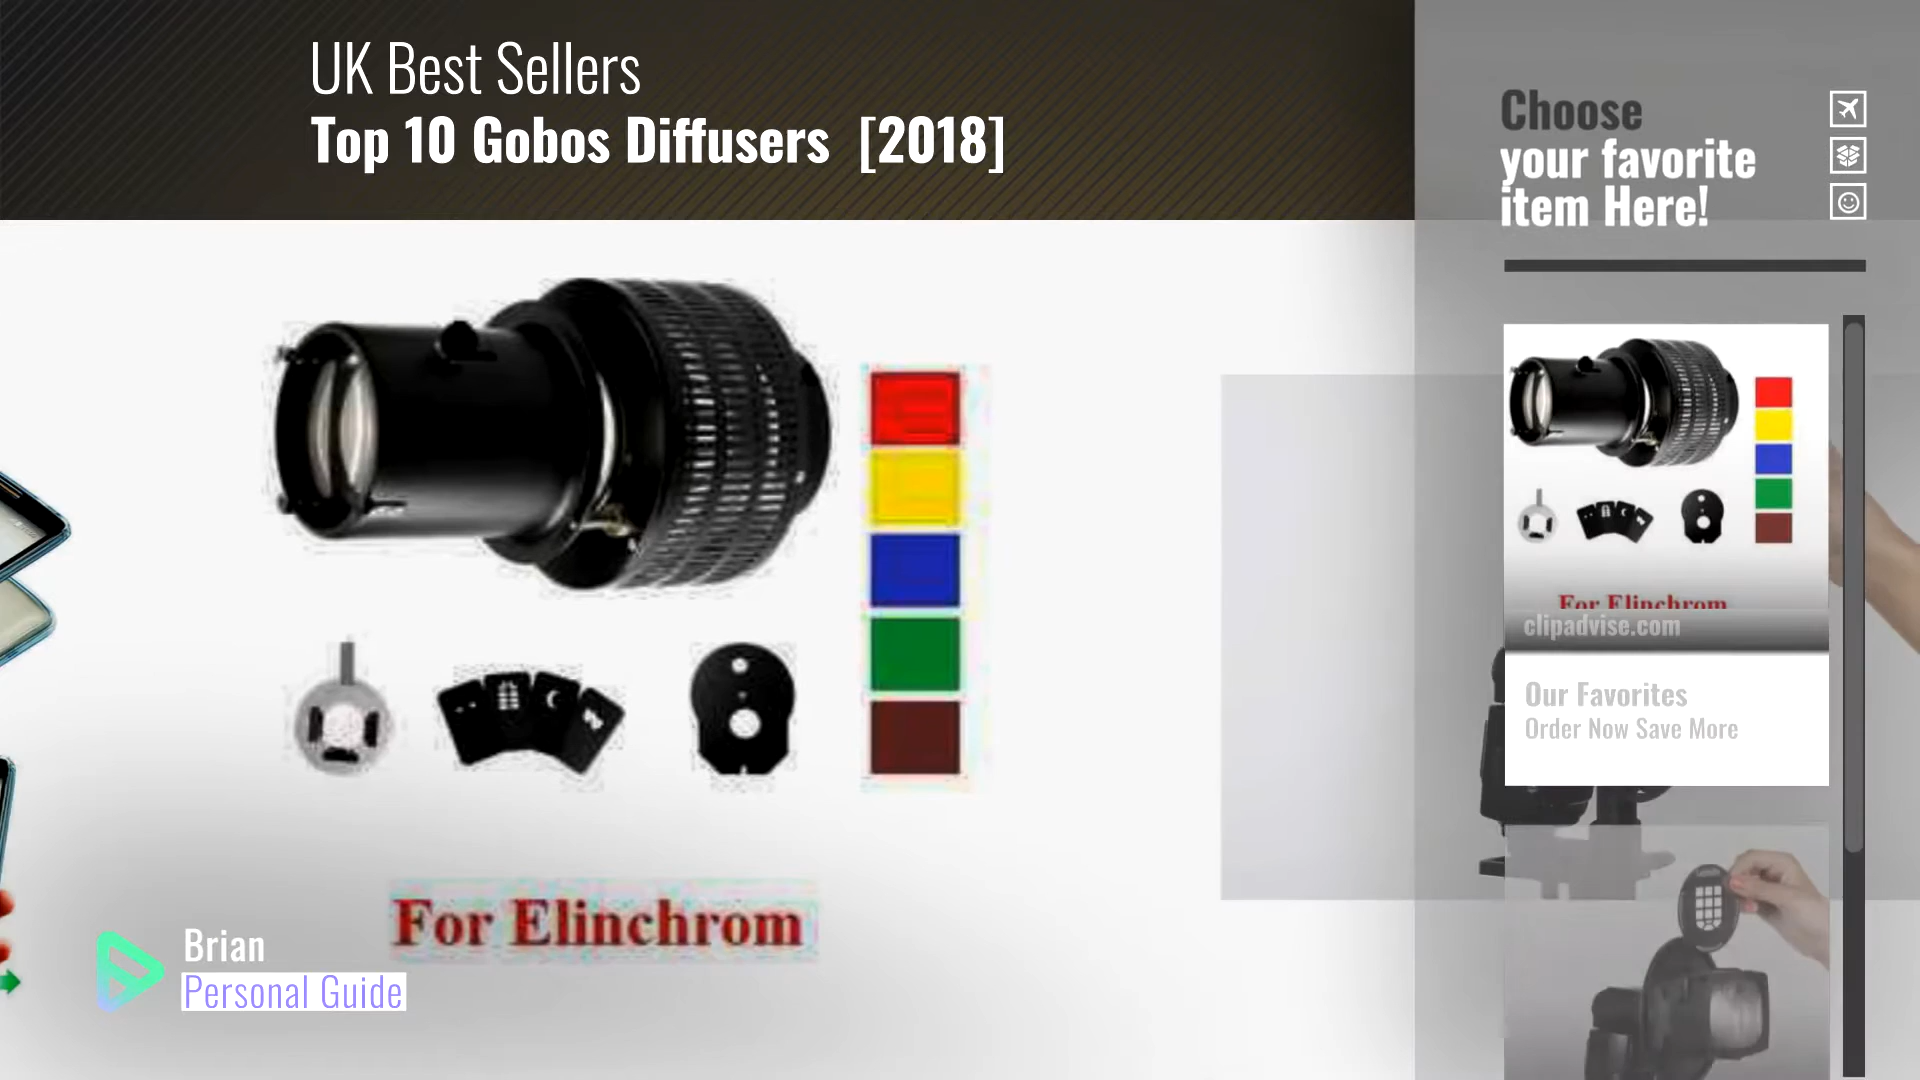 UK Best Sellers
Top 10 Gobos Diffusers [2018]
Choose
your favorite
item Here!
For Elinchrom
clipadvise.com
Our Favorites
Order Now Save More
For Elinchrom
Brian
Personal Guide